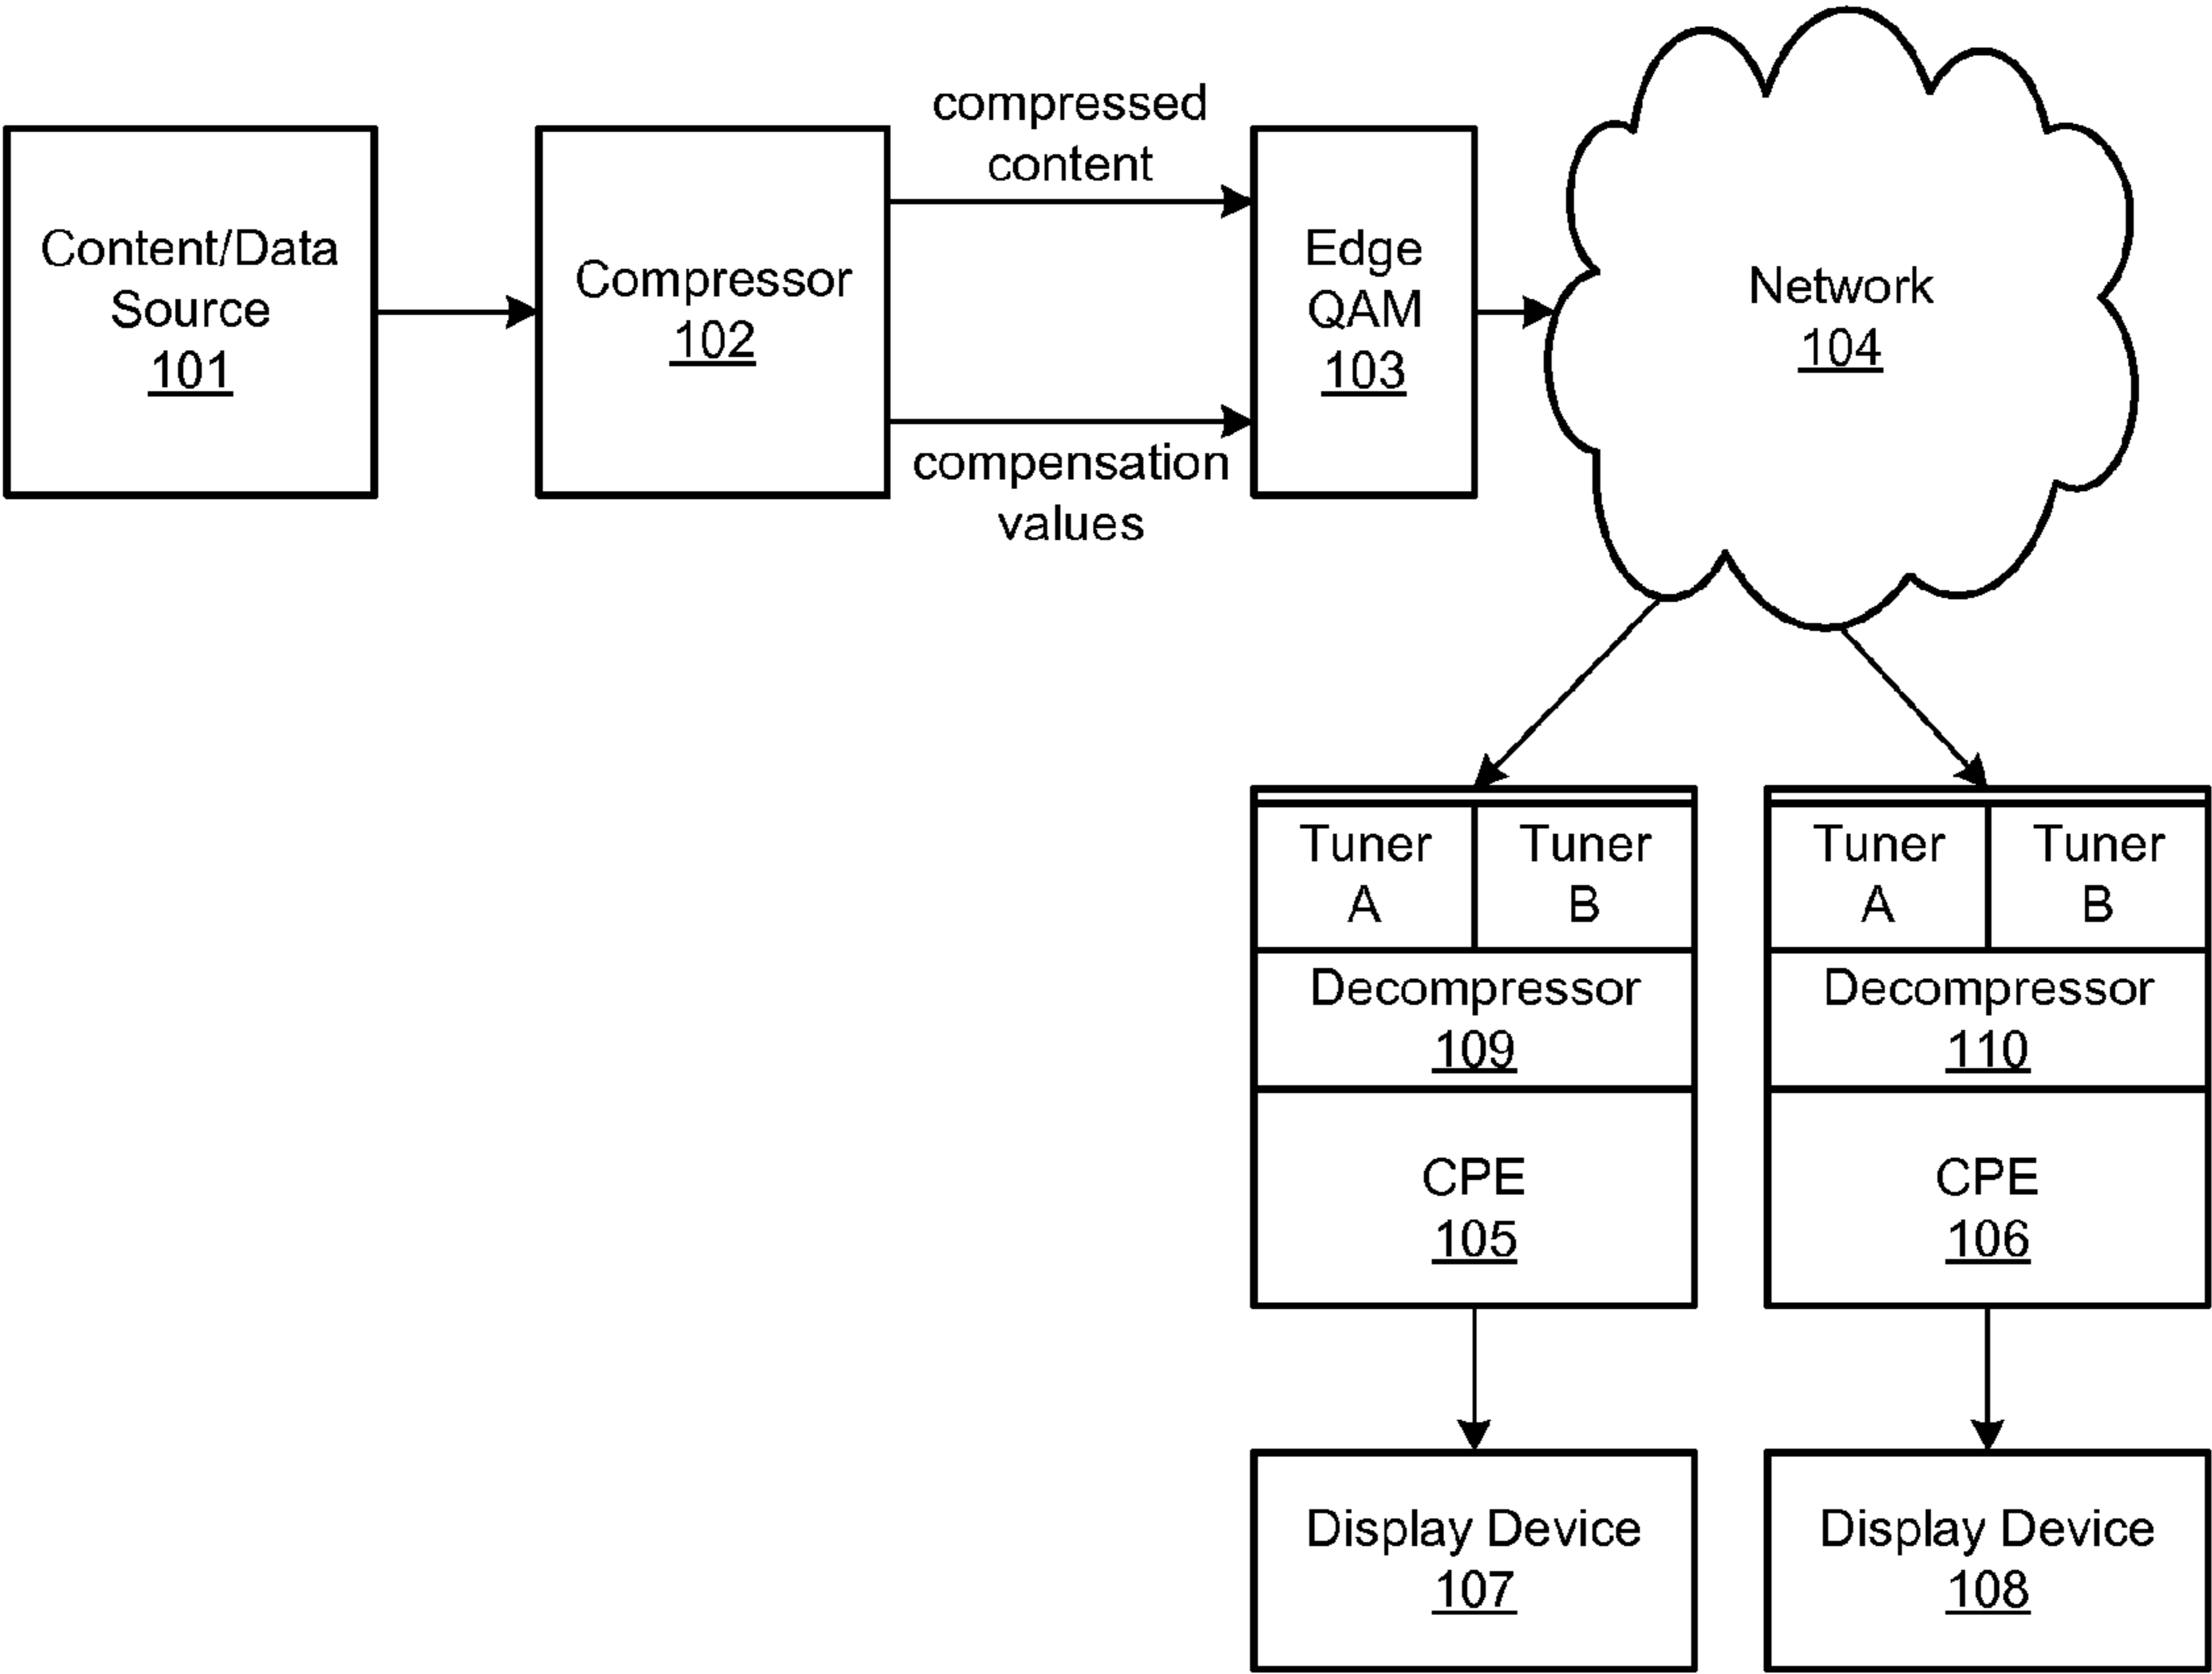 Content/Data
Source
101
Compressor
102
compressed
content
compensation
values
Edge
QAM
103
Network
104
Tuner
A
Tuner
B
Decompressor
109
CPE
105
Tuner
A
Tuner
B
Decompressor
110
CPE
106
Display Device
107
Display Device
108